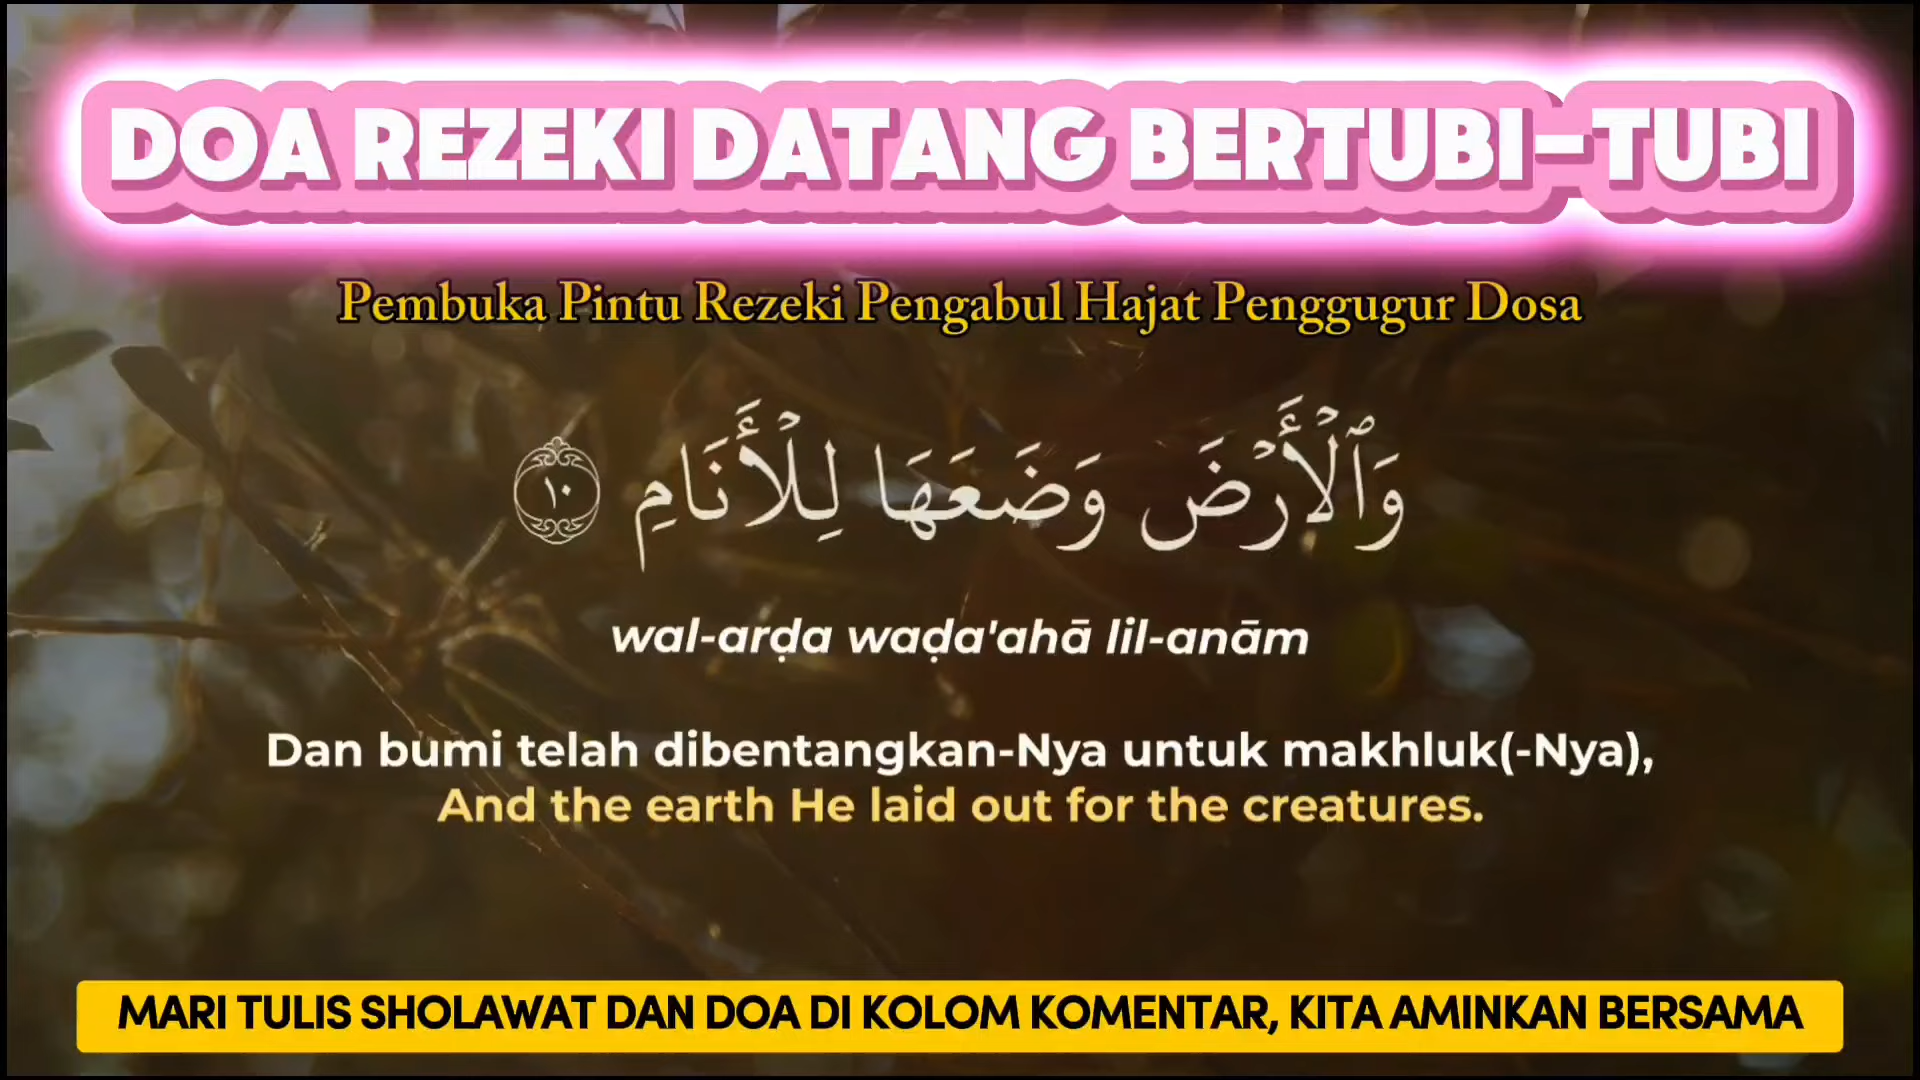 DOA REZEKI DATANG BERTUBI-TUBI
Pembuka Pintu Rezeki Pengabul Hajat Penggugur Dosa
وَٱلْأَرْضَ وَضَعَهَا لِلْأَنَامِ ١٠
wal-arḍa waḍa'ahā lil-anām
Dan bumi telah dibentangkan-Nya untuk makhluk(-Nya),
And the earth He laid out for the creatures.
MARI TULIS SHOLAWAT DAN DOA DI KOLOM KOMENTAR, KITA AMINKAN BERSAMA